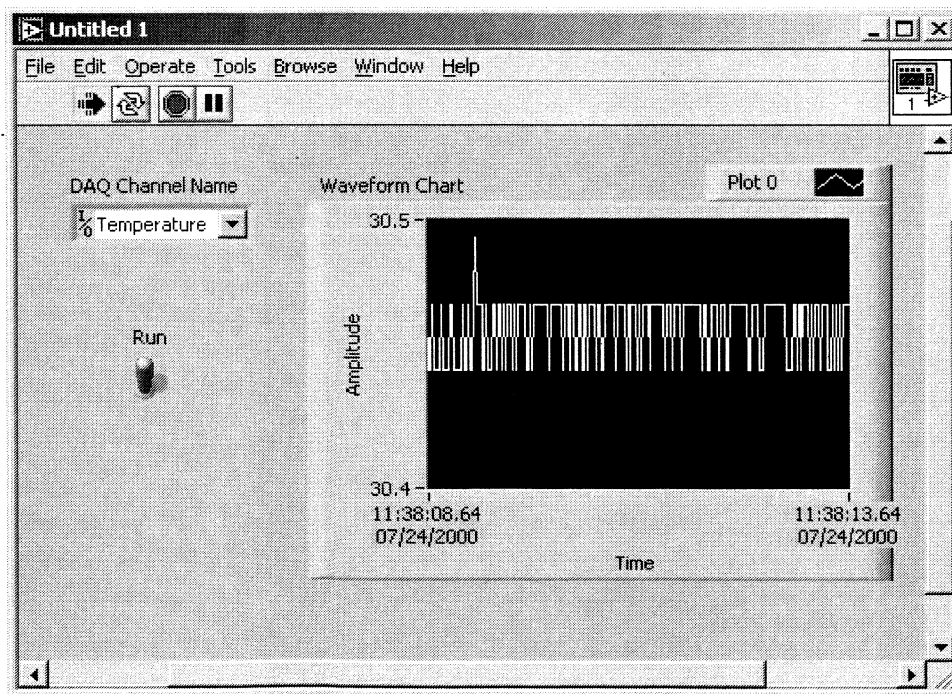 Untitled 1
File Edit Operate Tools Browse Window Help
1
DAQ Channel Name
Temperature
Run
Waveform Chart
Plot 0
30.5
Amplitude
30.4
11:38:08.64
07/24/2000
11:38:13.64
07/24/2000
Time